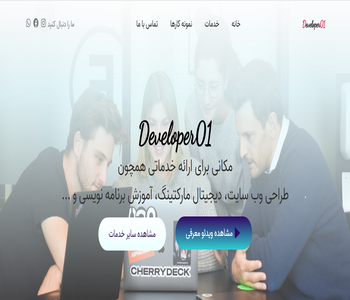 Developer01
خانه
خدمات
نمونه کارها
تماس با ما
ما را دنبال کنید
Developer01
مکانی برای ارائه خدماتی همچون
طراحی وب سایت، دیجیتال مارکتینگ، آموزش برنامه نویسی و ...
مشاهده ویدئو معرفی
مشاهده سایر خدمات
CHERRYDECK